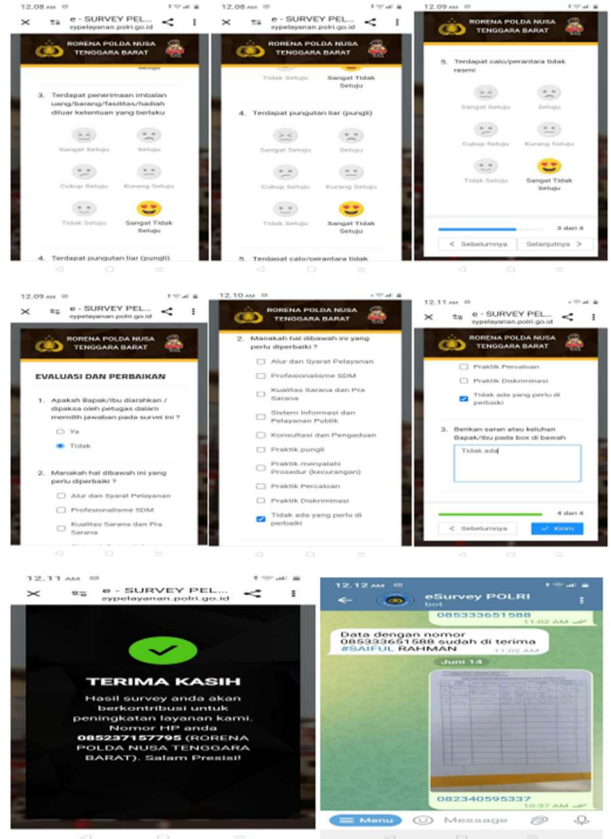 12.08 AM
e - SURVEY PEL...
sypelayanan.polri.go.id
RORENA POLDA NUSA
TENGGARA BARAT
Setuju
3. Terdapat penerimaan imbalan
uang/barang/fasilitas/hadiah
diluar ketentuan yang berlaku
Sangat Setuju
Setuju
Cukup Setuju
Kurang Setuju
Tidak Setuju
Sangat Tidak
Setuju
4. Terdapat pungutan liar (pungli)
12.08 AM
e - SURVEY PEL...
sypelayanan.polri.go.id
RORENA POLDA NUSA
TENGGARA BARAT
Tidak Setuju
Sangat Tidak
Setuju
4. Terdapat pungutan liar (pungli)
Sangat Setuju
Setuju
Cukup Setuju
Kurang Setuju
Tidak Setuju
Sangat Tidak
Setuju
5. Terdapat calo/perantara tidak
12.09 AM
RORENA POLDA NUSA
TENGGARA BARAT
5. Terdapat calo/perantara tidak
resmi
Sangat Setuju
Setuju
Cukup Setuju
Kurang Setuju
Tidak Setuju
Sangat Tidak
Setuju
3 dari 4
< Sebelumnya
Selanjutnya >
12.09 AM
e - SURVEY PEL...
sypelayanan.polri.go.id
RORENA POLDA NUSA
TENGGARA BARAT
EVALUASI DAN PERBAIKAN
1. Apakah Bapak/Ibu diarahkan /
dipaksa oleh petugas dalam
memilih jawaban pada survei ini ?
Ya
Tidak
2. Manakah hal dibawah ini yang
perlu diperbaiki ?
Alur dan Syarat Pelayanan
Profesionalisme SDM
Kualitas Sarana dan Pra
Sarana
12.10 AM
RORENA POLDA NUSA
TENGGARA BARAT
2. Manakah hal dibawah ini yang
perlu diperbaiki ?
Alur dan Syarat Pelayanan
Profesionalisme SDM
Kualitas Sarana dan Pra
Sarana
Sistem Informasi dan
Pelayanan Publik
Konsultasi dan Pengaduan
Praktik pungli
Praktik menyalahi
Prosedur (kecurangan)
Praktik Percaloan
Praktik Diskriminasi
Tidak ada yang perlu di
perbaiki
12.11 AM
e - SURVEY PEL...
sypelayanan.polri.go.id
RORENA POLDA NUSA
TENGGARA BARAT
Praktik Percaloan
Praktik Diskriminasi
Tidak ada yang perlu di
perbaiki
3. Berikan saran atau keluhan
Bapak/Ibu pada box di bawah
Tidak ada
4 dari 4
< Sebelumnya
Kirim
12.11 AM
e - SURVEY PEL...
sypelayanan.polri.go.id
TERIMA KASIH
Hasil survey anda akan
berkontribusi untuk
peningkatan layanan kami.
Nomor HP anda
085237157795 (RORENA
POLDA NUSA TENGGARA
BARAT). Salam Presisi!
12.12 AM
eSurvey POLRI
bot
085333651588
11:02 AM
Data dengan nomor
085333651588 sudah di terima
#SAIFUL RAHMAN
11:02 AM
Juni 14
082340595337
10:37 AM
Menu
Message